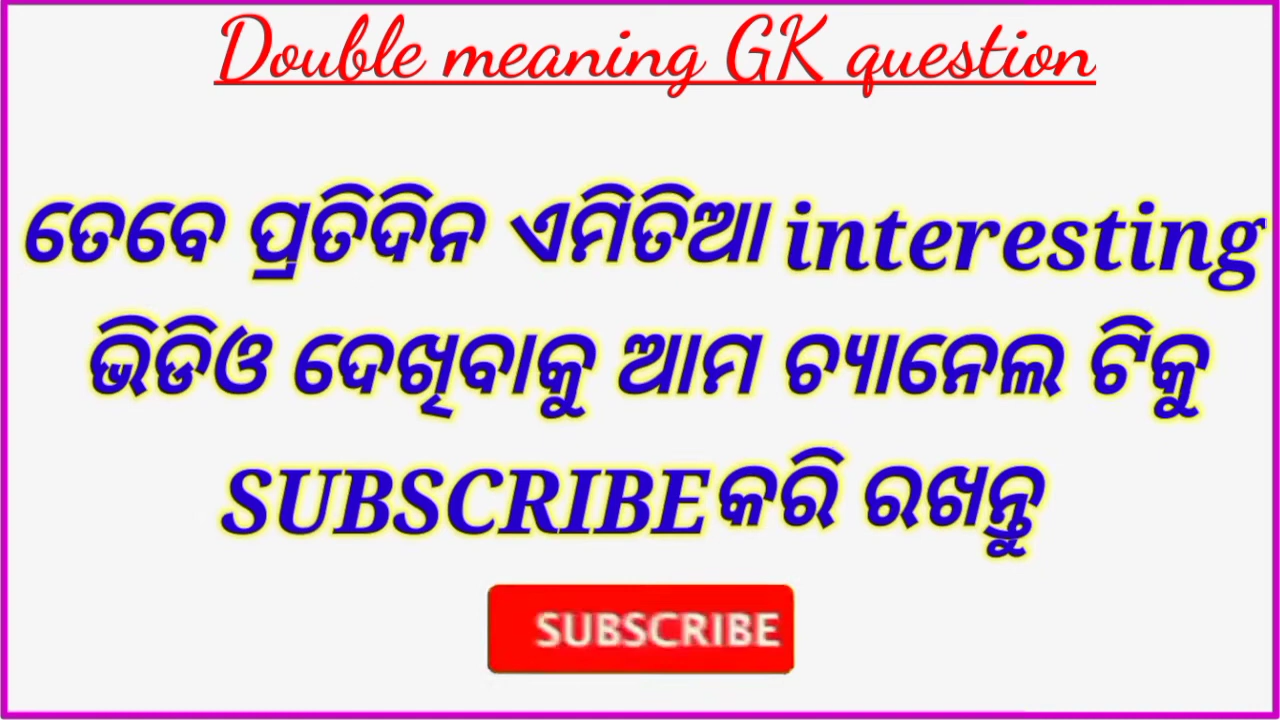 Double meaning GK question
ତେବେ ପ୍ରତିଦିନ ଏମିତିଆ interesting
ଭିଡିଓ ଦେଖିବାକୁ ଆମ ଚ୍ୟାନେଲ ଟିକୁ
SUBSCRIBE କରି ରଖନ୍ତୁ
SUBSCRIBE